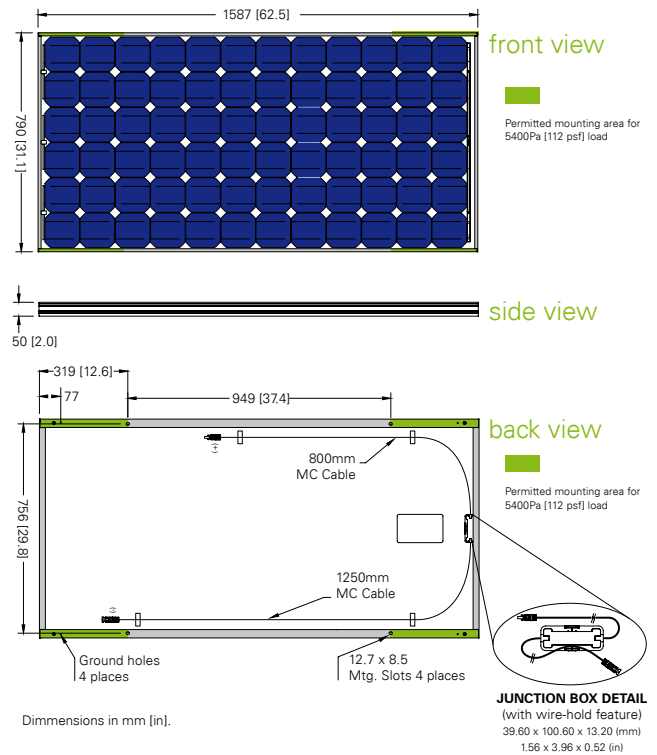 1587 [62.5]
front view
790 [31.1]
Permitted mounting area for
5400Pa [112 psf] load
side view
50 [2.0]
319 [12.6]
77
949 [37.4]
back view
(+)
800mm
MC Cable
Permitted mounting area for
5400Pa [112 psf] load
756 [29.8]
1250mm
MC Cable
(-)
Ground holes
4 places
12.7 x 8.5
Mtg. Slots 4 places
JUNCTION BOX DETAIL
(with wire-hold feature)
39.60 x 100.60 x 13.20 (mm)
1.56 x 3.96 x 0.52 (in)
Dimmensions in mm [in].